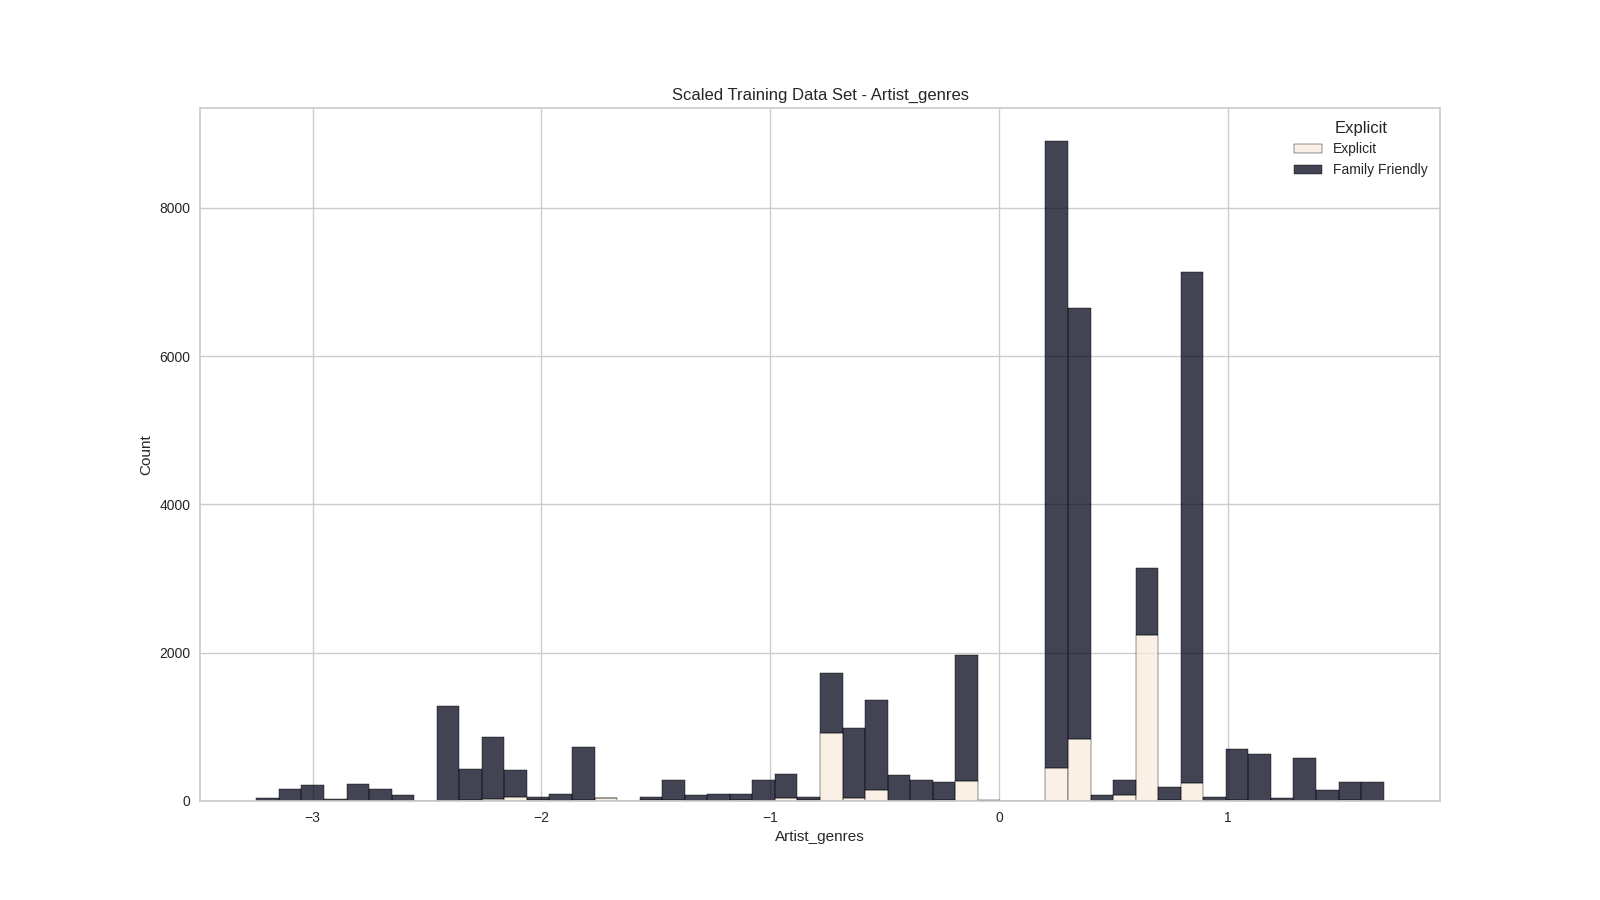 Scaled Training Data Set - Artist_genres
Explicit
Explicit
Family Friendly
8000
6000
4000
2000
0
Count
−3
−2
−1
0
1
Artist_genres